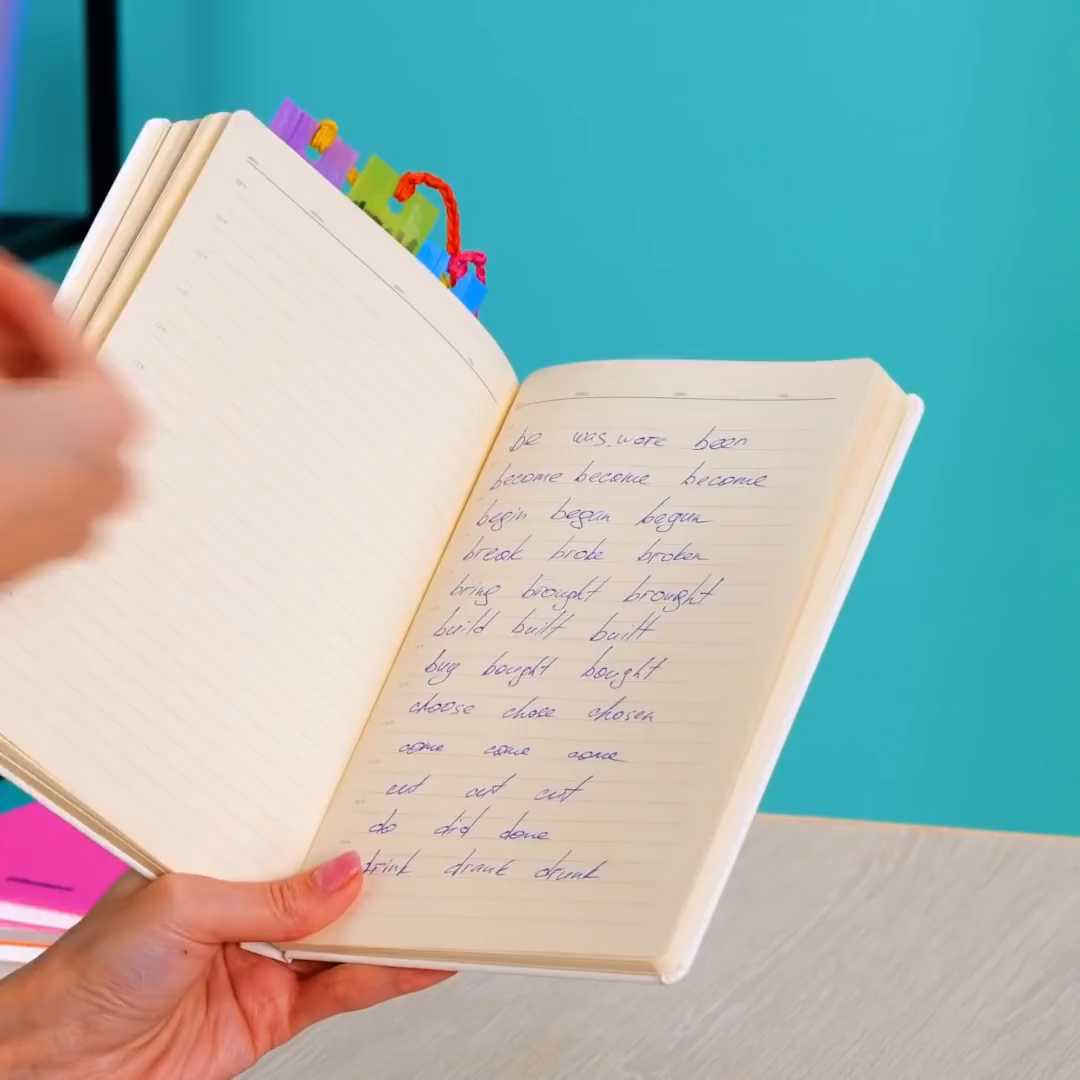 be was, were been
become became become
begin began begun
break broke broken
bring brought brought
build built built
buy bought bought
choose chose chosen
come came come
cut cut cut
do did done
drink drank drunk